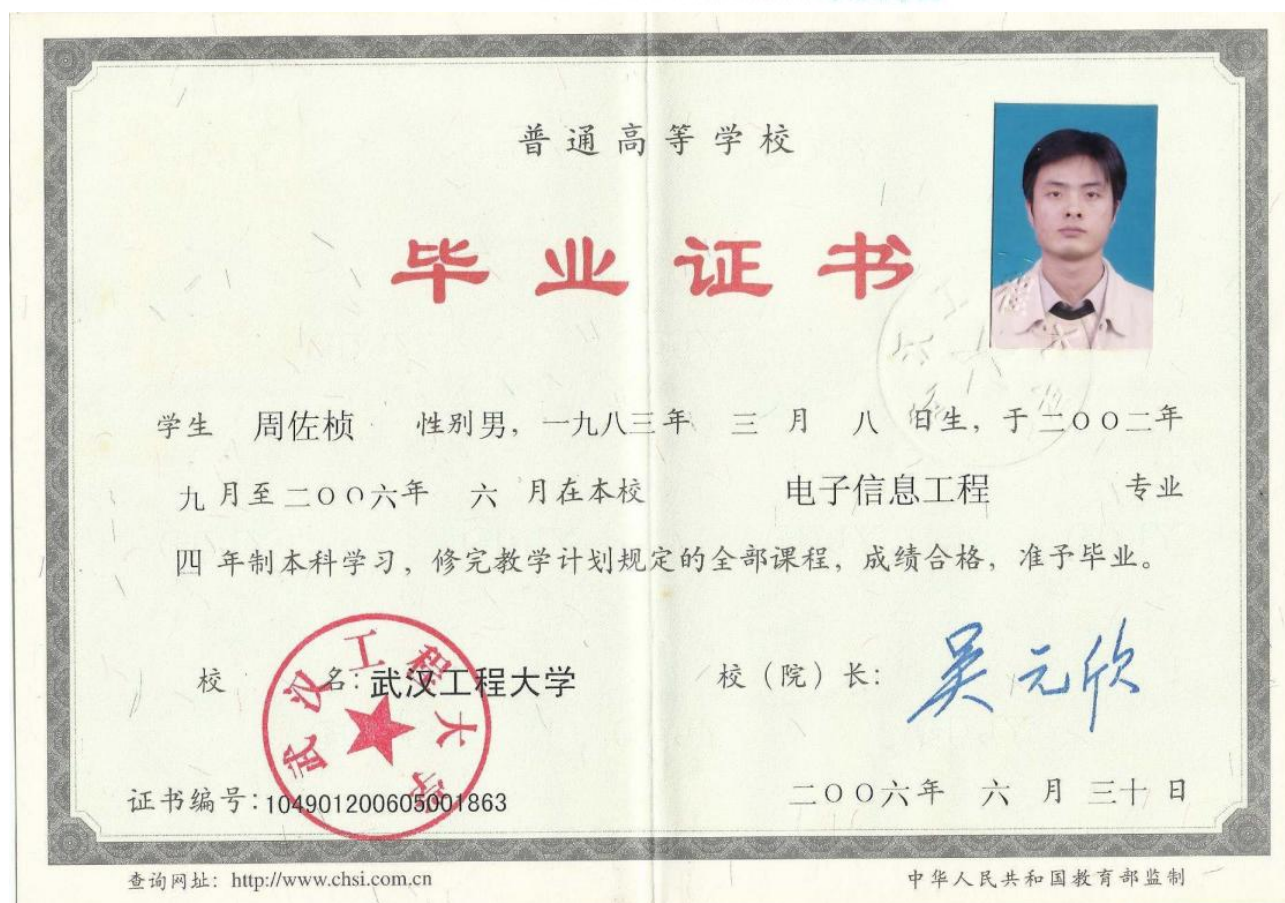 普通高等学校
毕业证书
学生 周佐桢 性别男，一九八三年 三 月 八 日生，于二○○二年
九 月至二○○六年 六 月在本校 电子信息工程 专业
四 年制本科学习，修完教学计划规定的全部课程，成绩合格，准予毕业。
校 名：武汉工程大学 校（院）长：吴元欣
武汉工程大学
证书编号：104901200605001863 二○○六年 六 月 三十 日
查询网址：http://www.chsi.com.cn 中华人民共和国教育部监制